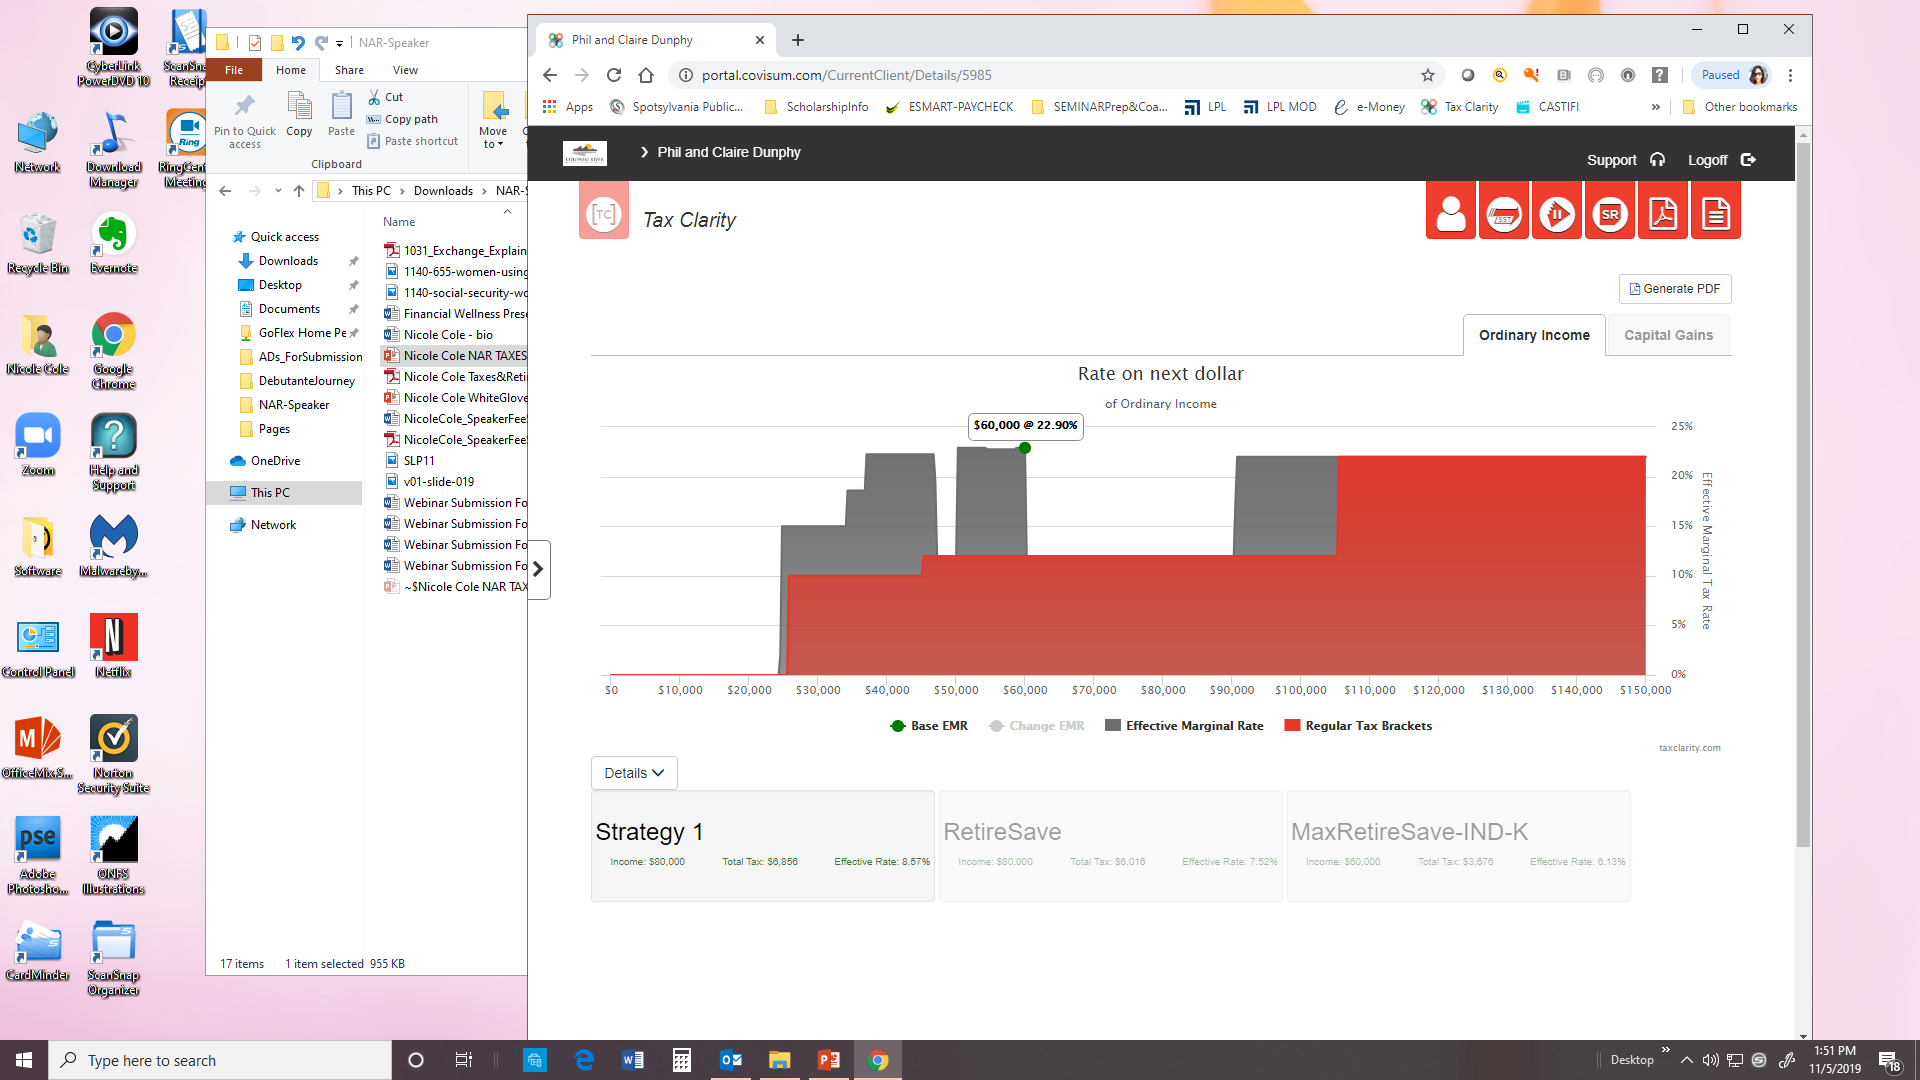 CyberLink
PowerDVD 10
ScanSna
Receip
Network
Download
Manager
RingCent
Meeting
Recycle Bin
Evernote
Nicole Cole
Google
Chrome
Zoom
Help and
Support
Software
Malwareby...
Control Panel
Netflix
OfficeMix S...
Norton
Security Suite
pse
Adobe
Photosho...
ONFS
Illustrations
CardMinder
ScanSnap
Organizer
NAR-Speaker
File
Home
Share
View
Pin to Quick
access
Copy
Paste
Cut
Copy path
Paste shortcut
Move
to
Clipboard
This PC
Downloads
NAR-S
Name
Quick access
Downloads
Desktop
Documents
GoFlex Home Pe
ADs_ForSubmission
DebutanteJourney
NAR-Speaker
Pages
OneDrive
This PC
Network
1031_Exchange_Explain
1140-655-women-using
1140-social-security-wo
Financial Wellness Prese
Nicole Cole - bio
Nicole Cole NAR TAXES
Nicole Cole Taxes&Retir
Nicole Cole WhiteGlove
NicoleCole_SpeakerFee
NicoleCole_SpeakerFee
SLP11
v01-slide-019
Webinar Submission Fo
Webinar Submission Fo
Webinar Submission Fo
Webinar Submission Fo
~$Nicole Cole NAR TAX
17 items
1 item selected 955 KB
Phil and Claire Dunphy
portal.covisum.com/CurrentClient/Details/5985
Paused
Apps
Spotsylvania Public...
ScholarshipInfo
ESMART-PAYCHECK
SEMINARPrep&Coa...
LPL
LPL MOD
e-Money
Tax Clarity
CASTIFI
»
Other bookmarks
COLONIAL RIVER
Phil and Claire Dunphy
Support
Logoff
[TC]
Tax Clarity
SST
SR
Generate PDF
Ordinary Income
Capital Gains
Rate on next dollar
of Ordinary Income
$60,000 @ 22.90%
25%
20%
15%
10%
5%
0%
Effective Marginal Tax Rate
$0
$10,000
$20,000
$30,000
$40,000
$50,000
$60,000
$70,000
$80,000
$90,000
$100,000
$110,000
$120,000
$130,000
$140,000
$150,000
Base EMR
Change EMR
Effective Marginal Rate
Regular Tax Brackets
taxclarity.com
Details
Strategy 1
Income: $80,000
Total Tax: $6,856
Effective Rate: 8.57%
RetireSave
Income: $80,000
Total Tax: $6,016
Effective Rate: 7.52%
MaxRetireSave-IND-K
Income: $60,000
Total Tax: $3,676
Effective Rate: 6.13%
Type here to search
Desktop
»
1:51 PM
11/5/2019
18